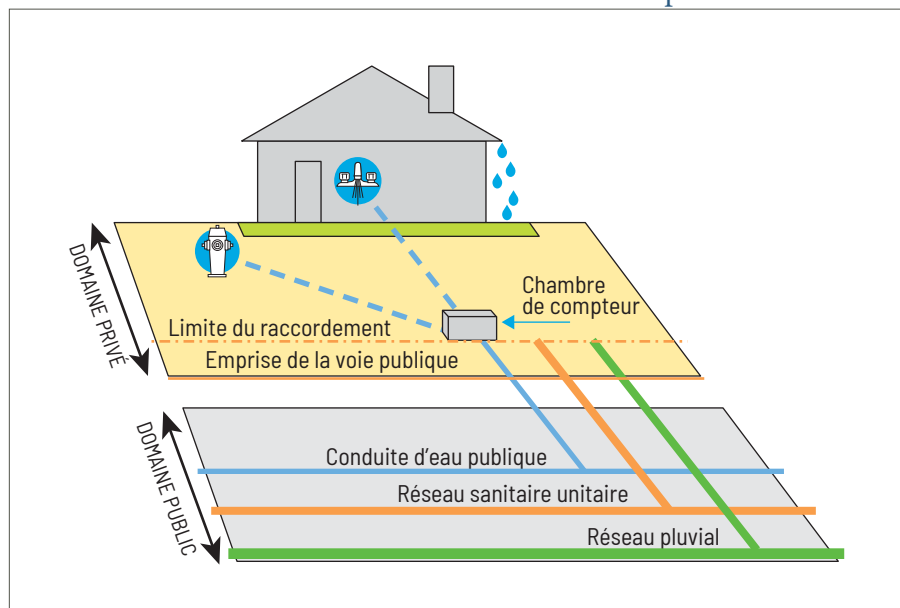 DOMAINE PRIVÉ
Chambre
de compteur
Limite du raccordement
Emprise de la voie publique
DOMAINE PUBLIC
Conduite d'eau publique
Réseau sanitaire unitaire
Réseau pluvial